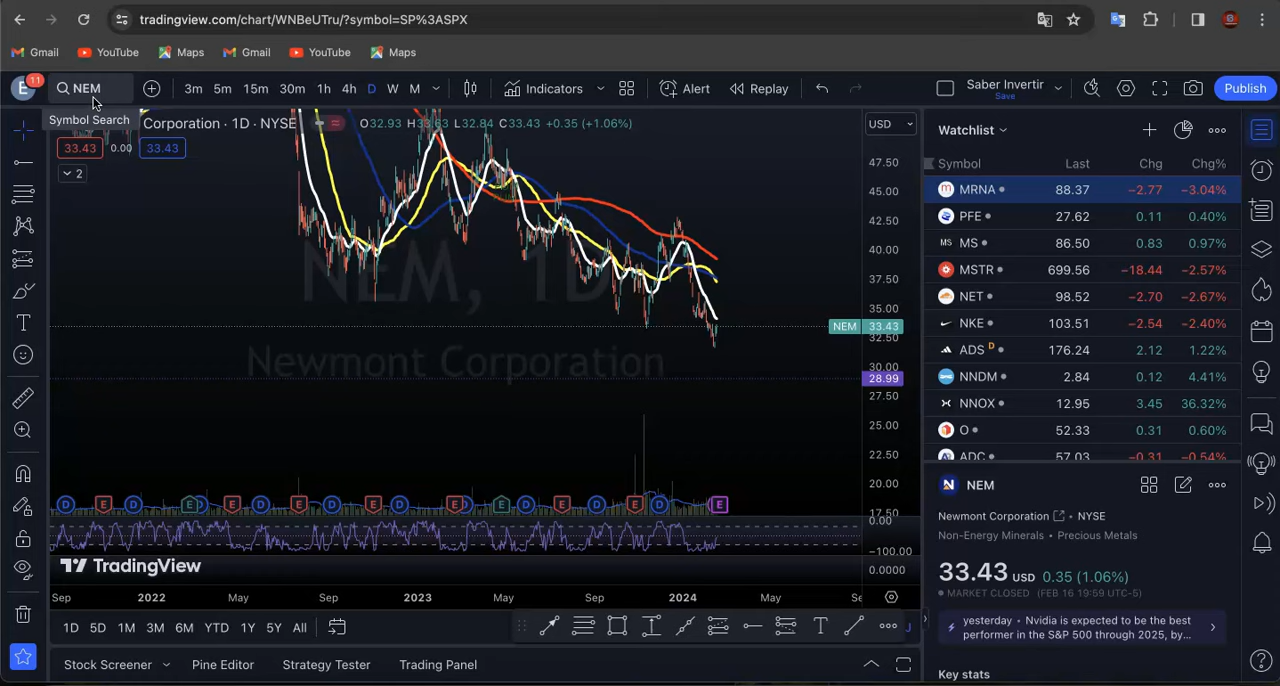 tradingview.com/chart/WNBeUTru/?symbol=SP%3ASPX
Gmail YouTube Maps Gmail YouTube Maps
E 11 NEM 3m 5m 15m 30m 1h 4h D W M Indicators Alert Replay Saber Invertir Save Publish
Symbol Search
Corporation · 1D · NYSE O32.93 L32.84 C33.43 +0.35 (+1.06%)
33.43 0.00 33.43
2
USD
47.50
45.00
42.50
40.00
37.50
35.00
NEM 33.43
32.50
30.00
28.99
27.50
25.00
22.50
20.00
17.50
0.00
−100.00
0.0000
NEM, 1D
Newmont Corporation
D E D E D E D E D E D E D E D E D E D E
TradingView
Sep 2022 May Sep 2023 May Sep 2024 May Se
1D 5D 1M 3M 6M YTD 1Y 5Y All
Stock Screener Pine Editor Strategy Tester Trading Panel
Watchlist
Symbol Last Chg Chg%
MRNA 88.37 −2.77 −3.04%
PFE 27.62 0.11 0.40%
MS MS 86.50 0.83 0.97%
MSTR 699.56 −18.44 −2.57%
NET 98.52 −2.70 −2.67%
NKE 103.51 −2.54 −2.40%
ADS D 176.24 2.12 1.22%
NNDM 2.84 0.12 4.41%
NNOX 12.95 3.45 36.32%
O 52.33 0.31 0.60%
ADC 57.03 −0.31 −0.54%
NEM
Newmont Corporation · NYSE
Non-Energy Minerals · Precious Metals
33.43 USD 0.35 (1.06%)
MARKET CLOSED (FEB 16 19:59 UTC-5)
yesterday · Nvidia is expected to be the best
performer in the S&P 500 through 2025, by...
Key stats